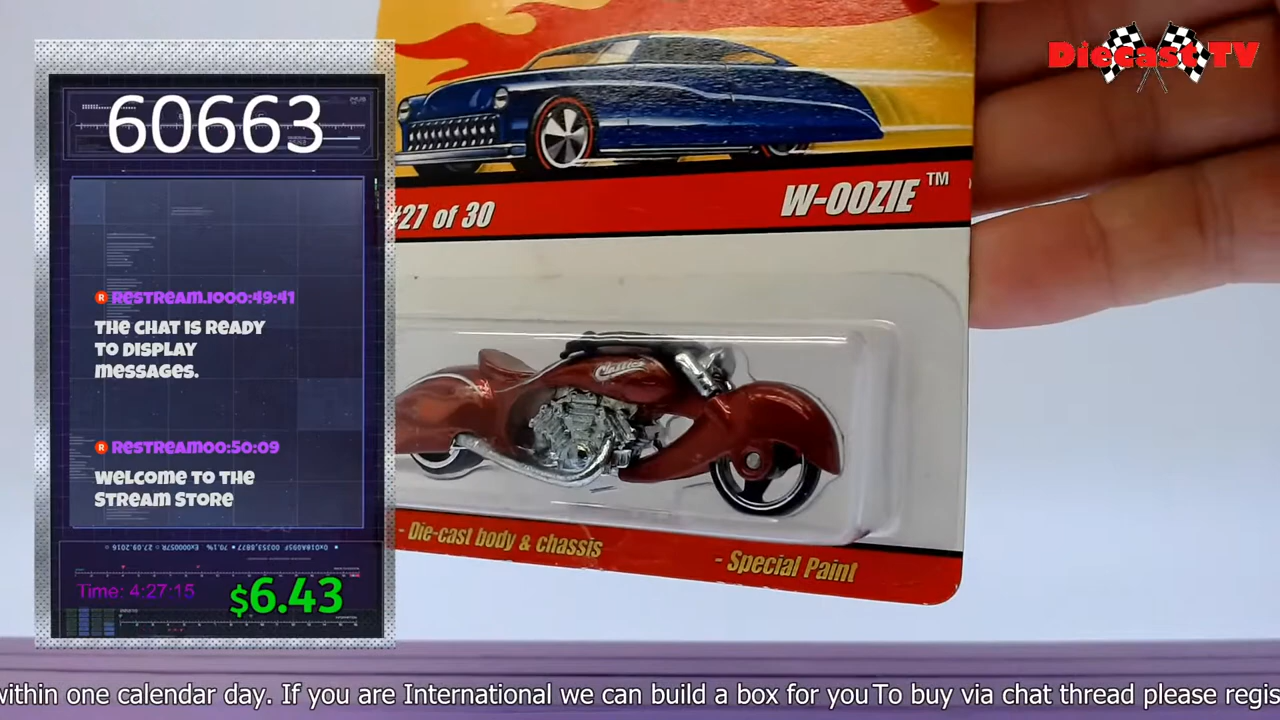 Diecast TV
60663
RESTREAM.1000:49:41
THE CHAT IS READY
TO DISPLAY
MESSAGES.
RESTREAM00:50:09
WELCOME TO THE
STREAM STORE
Time: 4:27:15
$6.43
#27 of 30
W-OOZIE™
Classics
- Die-cast body & chassis
- Special Paint
within one calendar day. If you are International we can build a box for you To buy via chat thread please regis